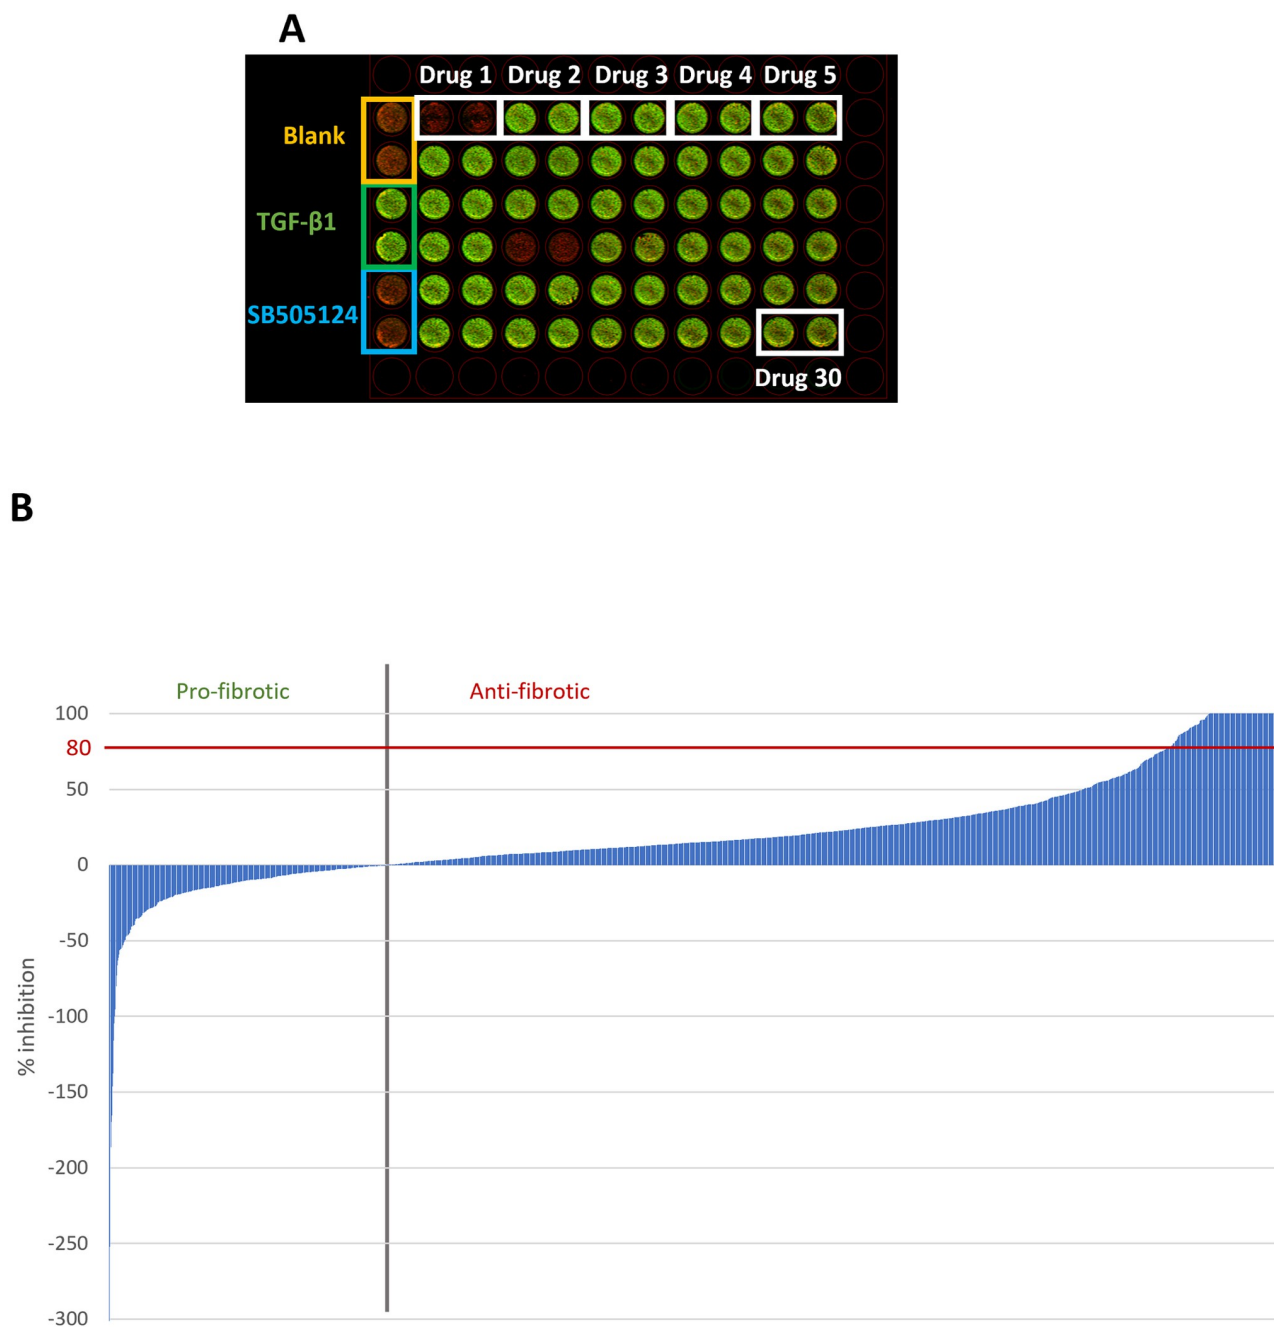 A
Drug 1 Drug 2 Drug 3 Drug 4 Drug 5
Blank
TGF-β1
SB505124
Drug 30
B
Pro-fibrotic
Anti-fibrotic
% inhibition
100
80
50
0
-50
-100
-150
-200
-250
-300